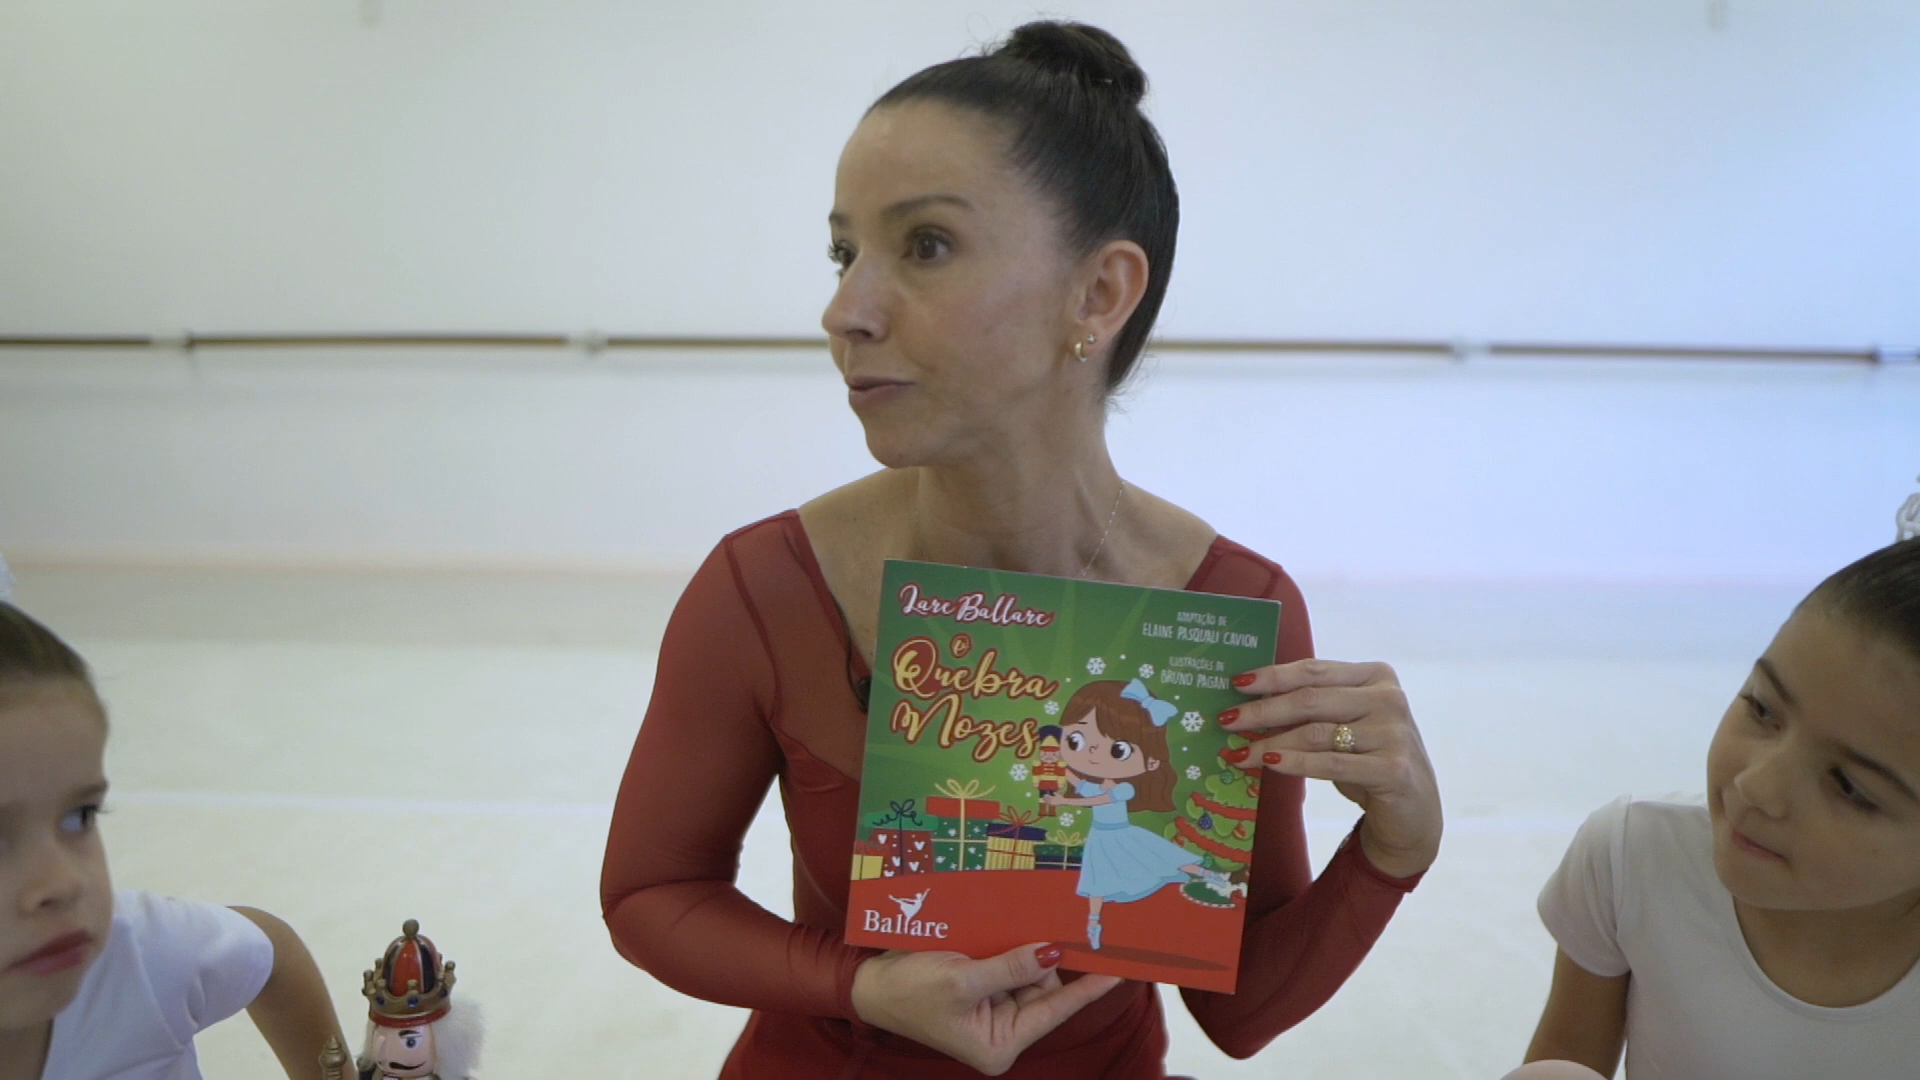 Lare Ballare
o
Quebra
Nozes
ADAPTAÇÃO DE
ELAINE PASQUALI CAVION
ILUSTRAÇÕES DE
BRUNO PAGANI
Ballare